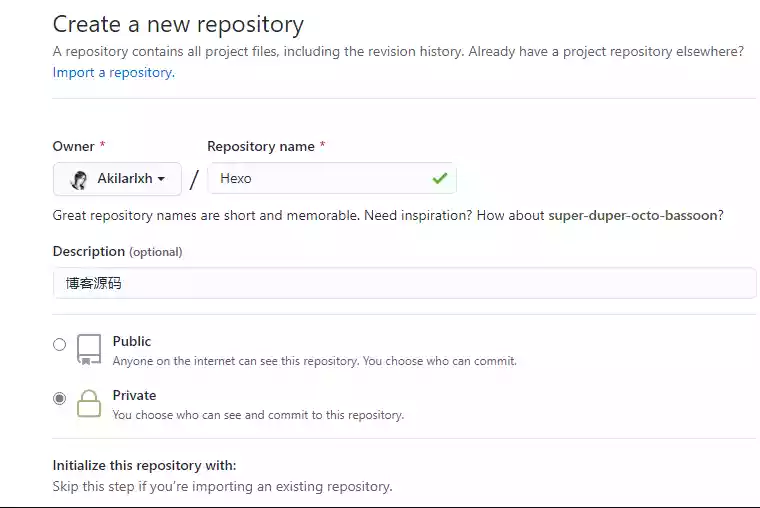 Create a new repository
A repository contains all project files, including the revision history. Already have a project repository elsewhere?
Import a repository.
Owner * Repository name *
Akilarlxh / Hexo
Great repository names are short and memorable. Need inspiration? How about super-duper-octo-bassoon?
Description (optional)
博客源码
Public
Anyone on the internet can see this repository. You choose who can commit.
Private
You choose who can see and commit to this repository.
Initialize this repository with:
Skip this step if you’re importing an existing repository.